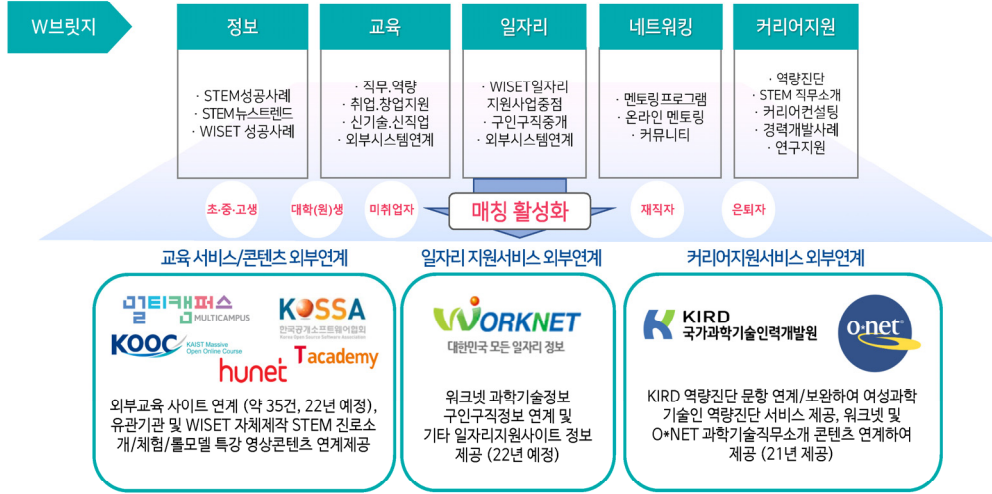 W브릿지
정보
교육
일자리
네트워킹
커리어지원
· STEM성공사례
· STEM뉴스트렌드
· WISET 성공사례
· 직무.역량
· 취업.창업지원
· 신기술.신직업
· 외부시스템연계
· WISET일자리
지원사업중점
· 구인구직중개
· 외부시스템연계
· 멘토링프로그램
· 온라인 멘토링
· 커뮤니티
· 역량진단
· STEM 직무소개
· 커리어컨설팅
· 경력개발사례
· 연구지원
초·중·고생
대학(원)생
미취업자
매칭 활성화
재직자
은퇴자
교육 서비스/콘텐츠 외부연계
멀티캠퍼스
MULTICAMPUS
KOSSA
한국공개소프트웨어협회
Korea Open Source Software Association
KOOC
KAIST Massive
Open Online Course
hunet
Tacademy
외부교육 사이트 연계 (약 35건, 22년 예정),
유관기관 및 WISET 자체제작 STEM 진로소
개/체험/롤모델 특강 영상콘텐츠 연계제공
일자리 지원서비스 외부연계
WORKNET
대한민국 모든 일자리 정보
워크넷 과학기술정보
구인구직정보 연계 및
기타 일자리지원사이트 정보
제공 (22년 예정)
커리어지원서비스 외부연계
KIRD
국가과학기술인력개발원
o*net
KIRD 역량진단 문항 연계/보완하여 여성과학
기술인 역량진단 서비스 제공, 워크넷 및
O*NET 과학기술직무소개 콘텐츠 연계하여
제공 (21년 제공)